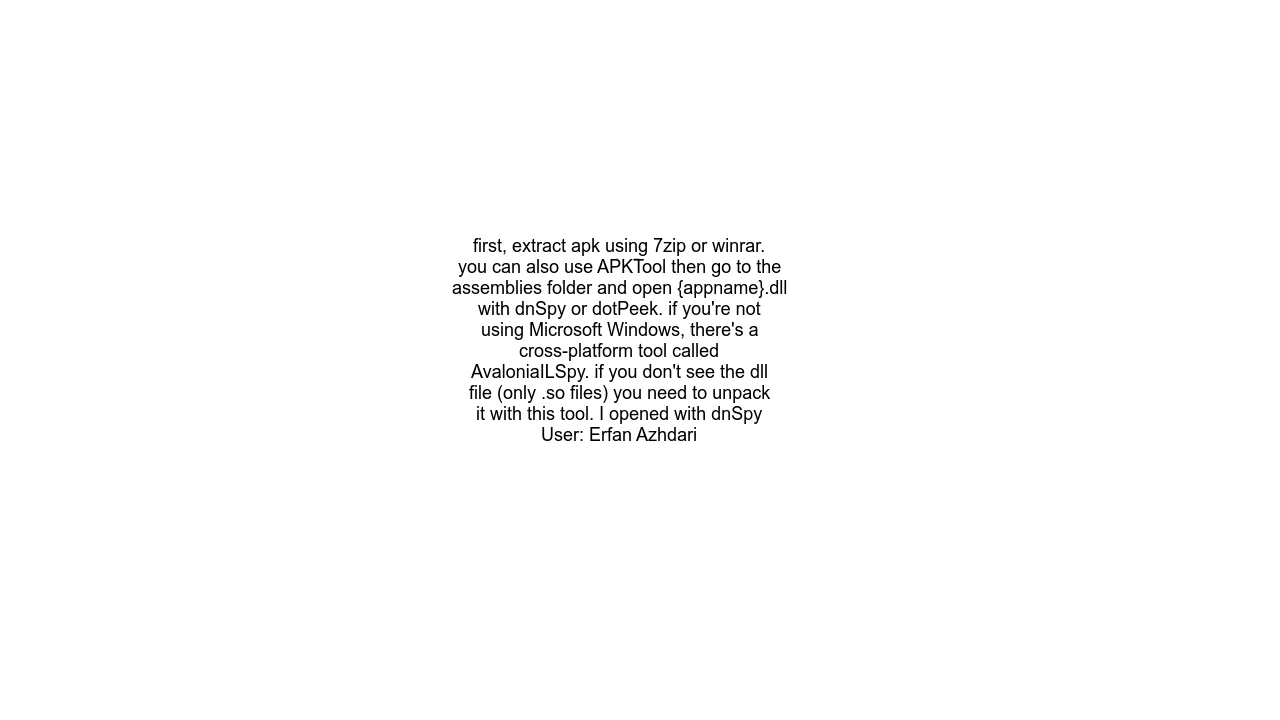 first, extract apk using 7zip or winrar.
you can also use APKTool then go to the
assemblies folder and open {appname}.dll
with dnSpy or dotPeek. if you're not
using Microsoft Windows, there's a
cross-platform tool called
AvaloniaILSpy. if you don't see the dll
file (only .so files) you need to unpack
it with this tool. I opened with dnSpy
User: Erfan Azhdari